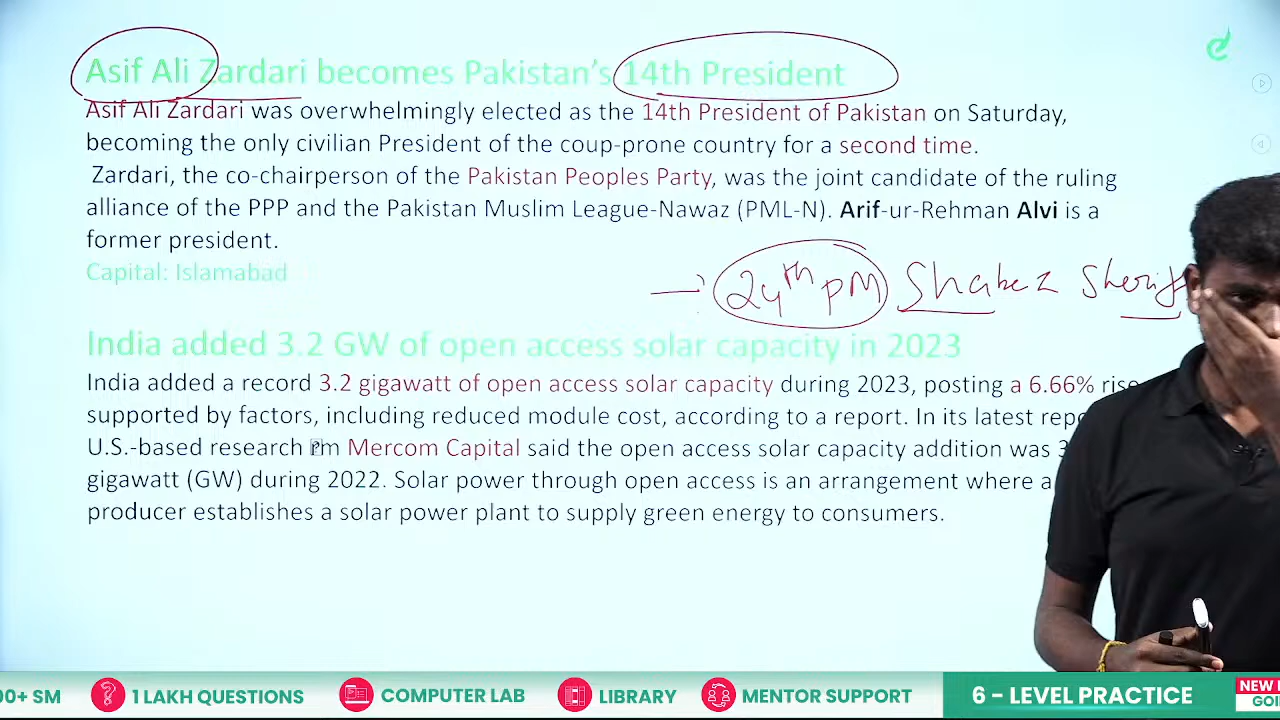 Asif Ali Zardari becomes Pakistan's 14th President
Asif Ali Zardari was overwhelmingly elected as the 14th President of Pakistan on Saturday,
becoming the only civilian President of the coup-prone country for a second time.
Zardari, the co-chairperson of the Pakistan Peoples Party, was the joint candidate of the ruling
alliance of the PPP and the Pakistan Muslim League-Nawaz (PML-N). Arif-ur-Rehman Alvi is a
former president.
Capital: Islamabad
24th PM Shabez Sherif
India added 3.2 GW of open access solar capacity in 2023
India added a record 3.2 gigawatt of open access solar capacity during 2023, posting a 6.66% rise
supported by factors, including reduced module cost, according to a report. In its latest
U.S.-based research Mercom Capital said the open access solar capacity addition was
gigawatt (GW) during 2022. Solar power through open access is an arrangement where a
producer establishes a solar power plant to supply green energy to consumers.
00+ SM 1 LAKH QUESTIONS COMPUTER LAB LIBRARY MENTOR SUPPORT 6 – LEVEL PRACTICE NEW